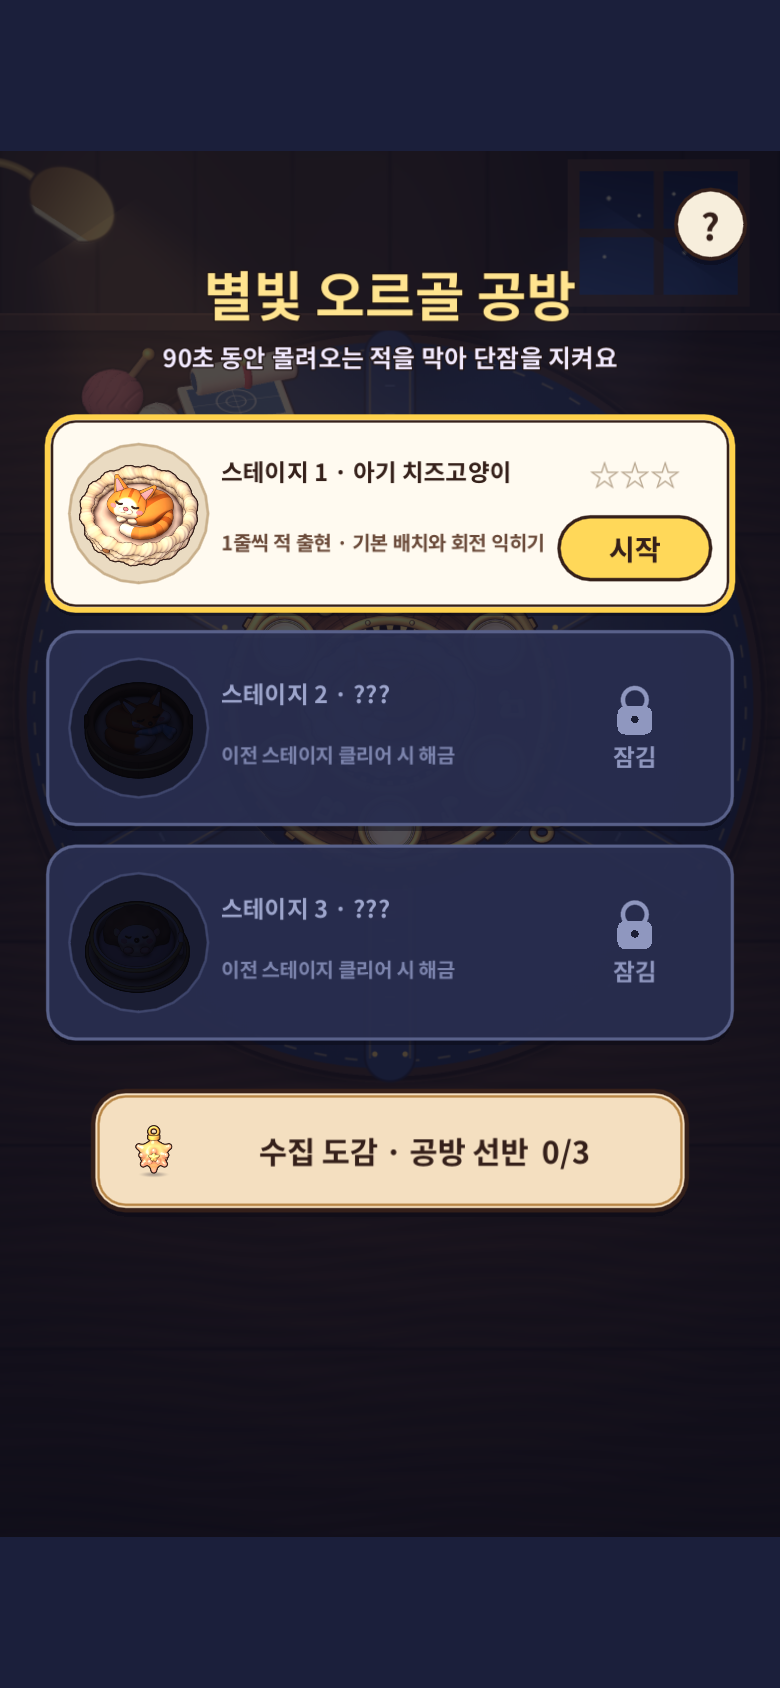 ?
별빛 오르골 공방
90초 동안 몰려오는 적을 막아 단잠을 지켜요
스테이지 1 · 아기 치즈고양이
1줄씩 적 출현 · 기본 배치와 회전 익히기
시작
스테이지 2 · ???
이전 스테이지 클리어 시 해금
잠김
스테이지 3 · ???
이전 스테이지 클리어 시 해금
잠김
수집 도감 · 공방 선반 0/3